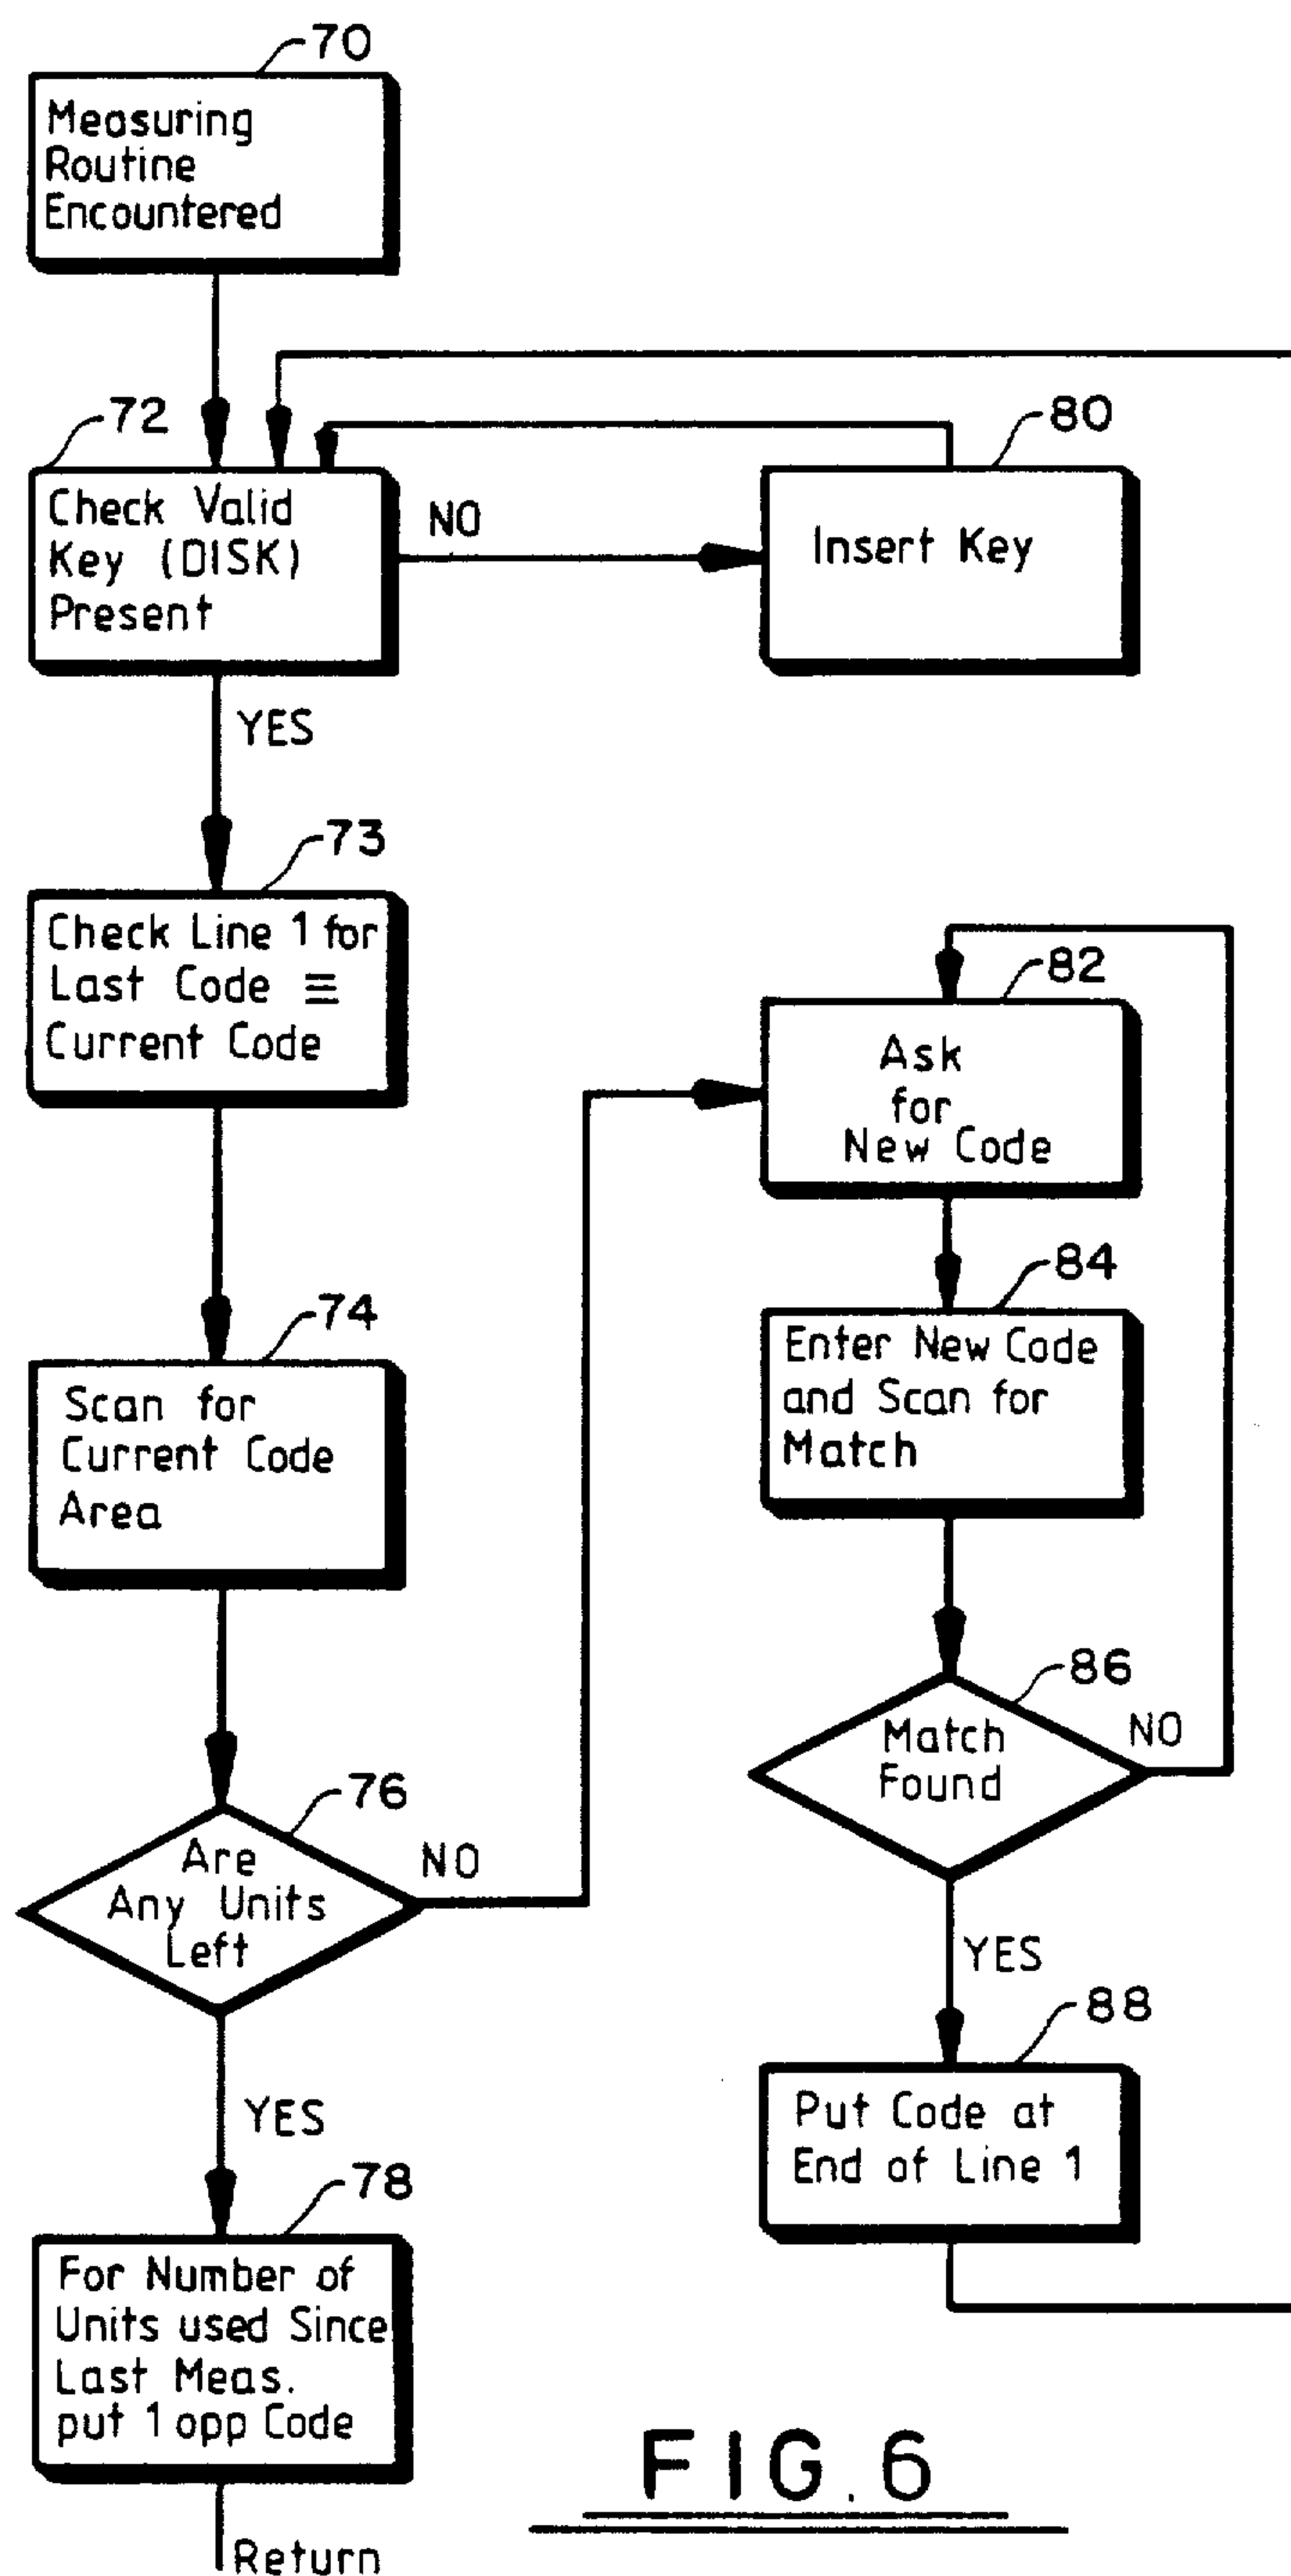 70
Measuring
Routine
Encountered
72
Check Valid
Key (DISK)
Present
NO
80
Insert Key
YES
73
Check Line 1 for
Last Code ≡
Current Code
74
Scan for
Current Code
Area
76
Are
Any Units
Left
NO
YES
78
For Number of
Units used Since
Last Meas.
put 1 opp Code
Return
82
Ask
for
New Code
84
Enter New Code
and Scan for
Match
86
Match
Found
NO
YES
88
Put Code at
End of Line 1
FIG. 6